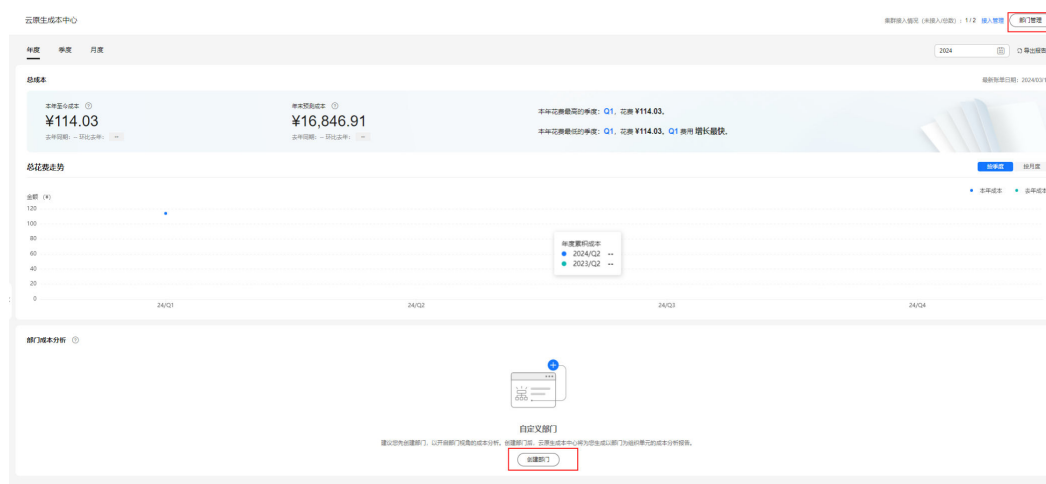 云原生成本中心
集群接入情况 (未接入/总数) : 1/2 接入管理 部门管理
年度 季度 月度
2024 导出报告
总成本
最新账单日期: 2024/03/1
本年至今成本
¥114.03
去年同期: -- 环比去年: --
年末预测成本
¥16,846.91
去年同期: -- 环比去年: --
本年花费最高的季度: Q1, 花费 ¥114.03。
本年花费最低的季度: Q1, 花费 ¥114.03。Q1 费用 增长最快。
总花费走势
按季度 按月度
金额 (¥)
本年成本 去年成本
120
100
80
60
40
20
0
年度累积成本
2024/Q2 --
2023/Q2 --
24/Q1 24/Q2 24/Q3 24/Q4
部门成本分析
自定义部门
建议您先创建部门, 以开启部门视角的成本分析。创建部门后, 云原生成本中心将为您生成以部门为组织单元的成本分析报告。
创建部门